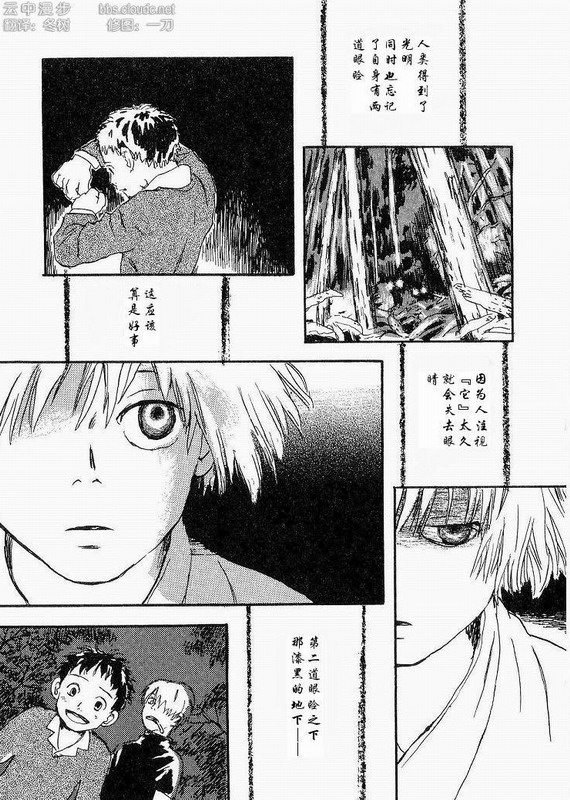 云中漫步 bbs.cloudc.net
翻译：冬树 修图：一刀
人类得到了
光明
同时也忘记
了自身有两
道眼睑
这应该
算是好事
因为人注视
『它』太久
就会失去眼
睛
第二道眼睑之下
那漆黑的地下——